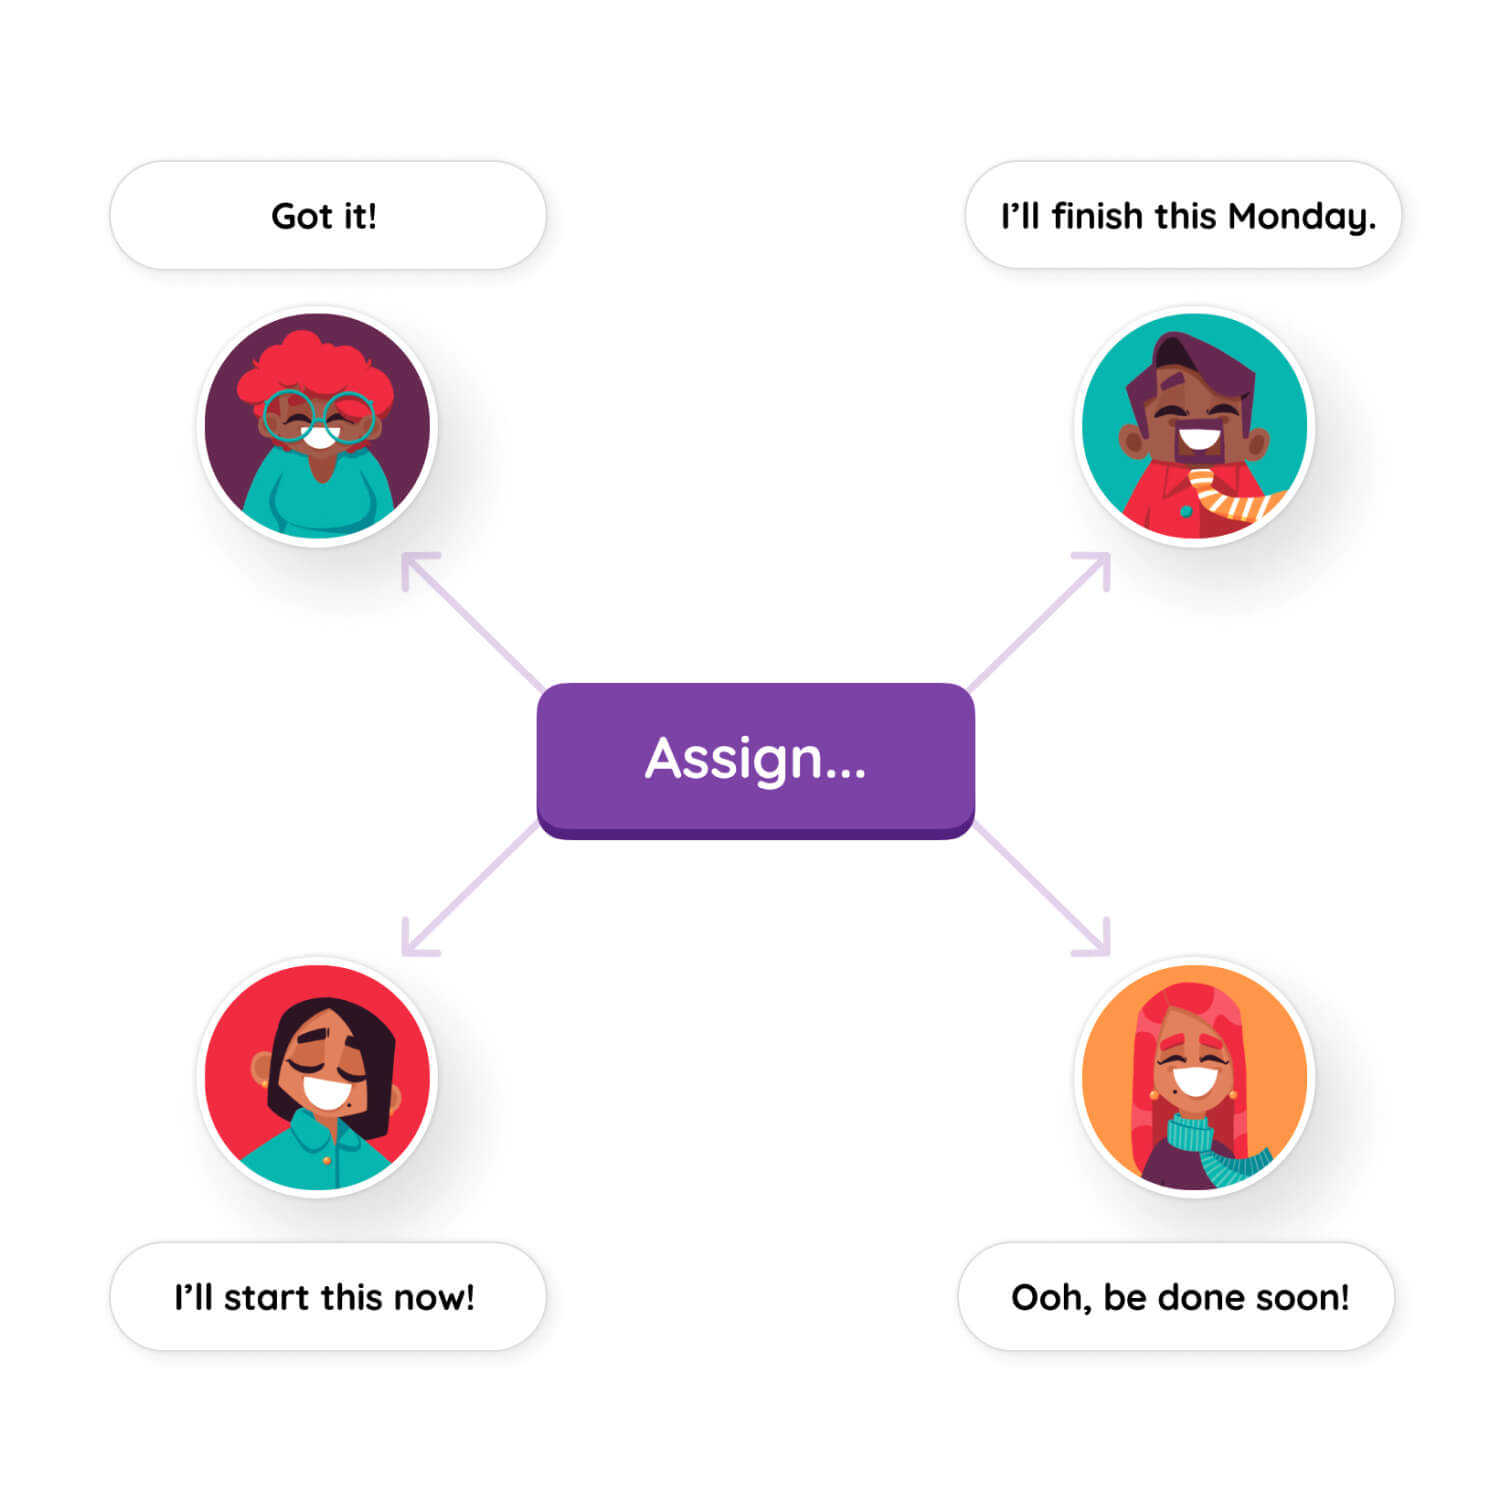 Got it!
I’ll finish this Monday.
Assign...
I’ll start this now!
Ooh, be done soon!